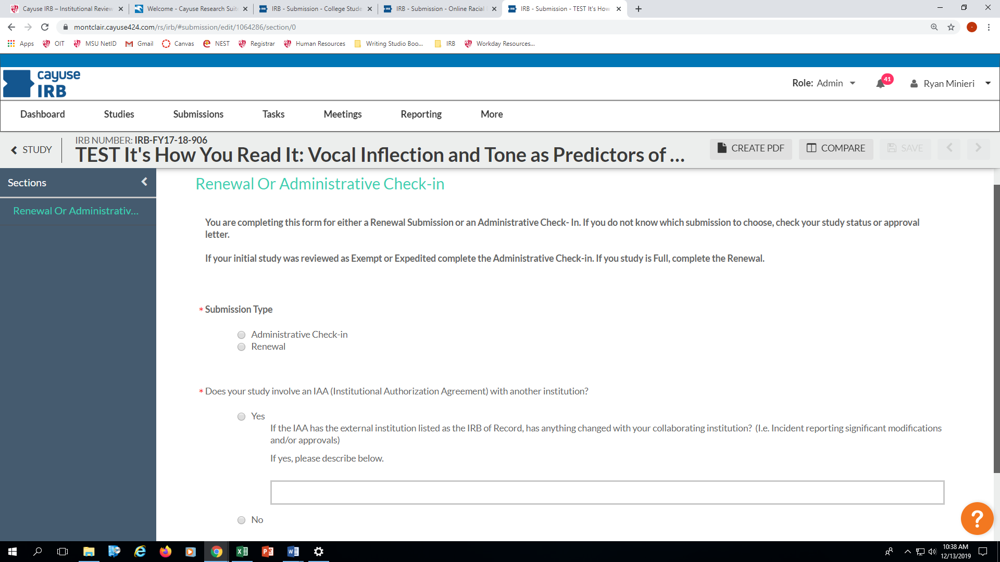 Cayuse IRB – Institutional Review
Welcome - Cayuse Research Suit
IRB - Submission - College Stude
IRB - Submission - Online Racial
IRB - Submission - TEST It's How
montclair.cayuse424.com/rs/irb/#submission/edit/1064286/section/0
Apps OIT MSU NetID Gmail Canvas NEST Registrar Human Resources Writing Studio Boo... IRB Workday Resources...
cayuse
IRB
Role: Admin 41 Ryan Minieri
Dashboard Studies Submissions Tasks Meetings Reporting More
STUDY
IRB NUMBER: IRB-FY17-18-906
TEST It's How You Read It: Vocal Inflection and Tone as Predictors of ...
CREATE PDF COMPARE SAVE
Sections
Renewal Or Administrativ...
Renewal Or Administrative Check-in
You are completing this form for either a Renewal Submission or an Administrative Check- In. If you do not know which submission to choose, check your study status or approval
letter.
If your initial study was reviewed as Exempt or Expedited complete the Administrative Check-in. If you study is Full, complete the Renewal.
* Submission Type
Administrative Check-in
Renewal
* Does your study involve an IAA (Institutional Authorization Agreement) with another institution?
Yes
If the IAA has the external institution listed as the IRB of Record, has anything changed with your collaborating institution? (I.e. Incident reporting significant modifications
and/or approvals)
If yes, please describe below.
No
?
10:38 AM
12/13/2019